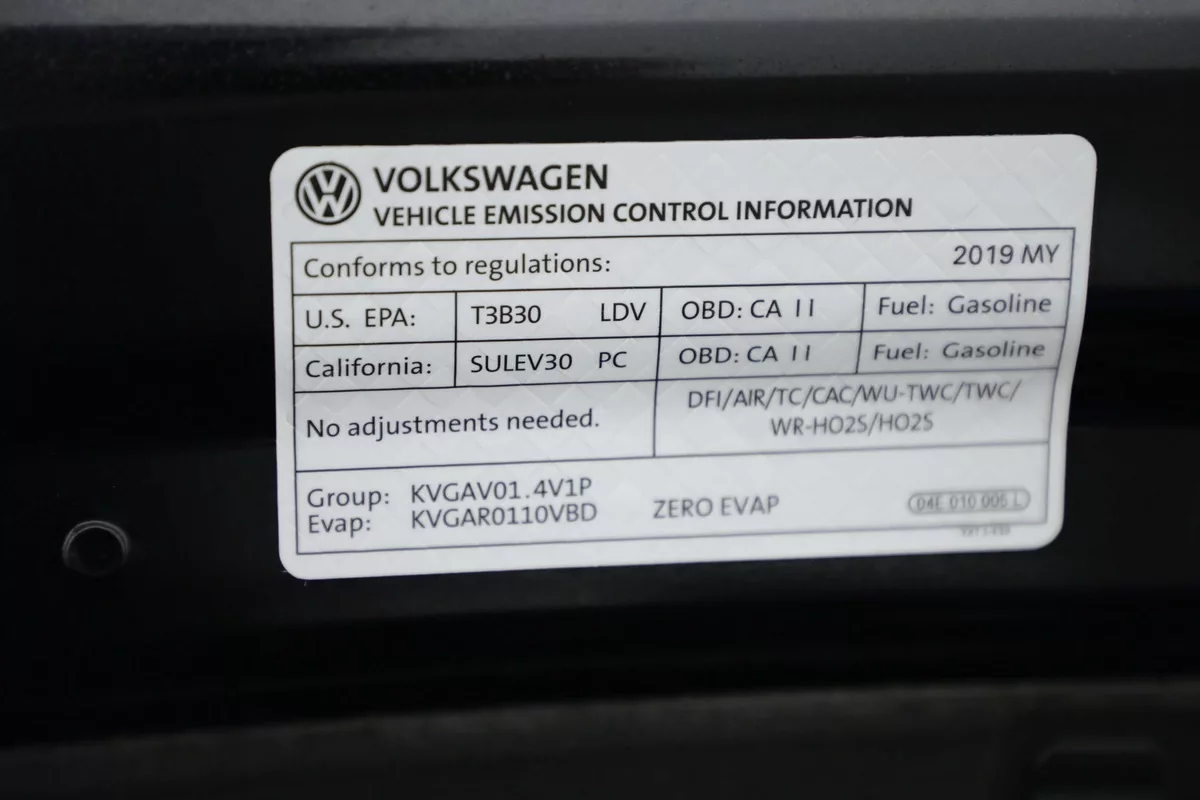 VOLKSWAGEN
VEHICLE EMISSION CONTROL INFORMATION
Conforms to regulations: 2019 MY
U.S. EPA: T3B30 LDV OBD: CA II Fuel: Gasoline
California: SULEV30 PC OBD: CA II Fuel: Gasoline
No adjustments needed.
DFI/AIR/TC/CAC/WU-TWC/TWC/
WR-HO2S/HO2S
Group: KVGAV01.4V1P
Evap: KVGAR0110VBD ZERO EVAP
04E 010 006 L